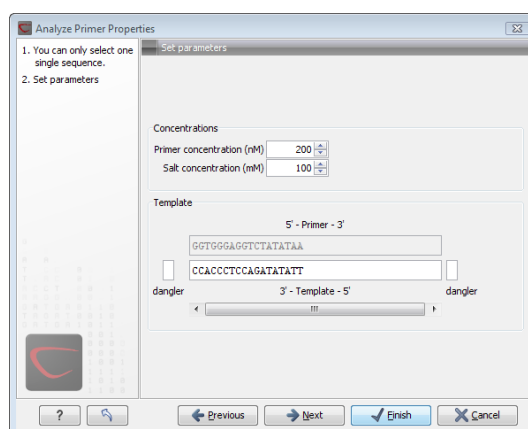 Analyze Primer Properties
1. You can only select one
single sequence.
2. Set parameters
Set parameters
Concentrations
Primer concentration (nM) 200
Salt concentration (mM) 100
Template
5' - Primer - 3'
GGTGGGAGGTCTATATAA
CCACCCTCCAGATATATT
dangler 3' - Template - 5' dangler
? Previous Next Finish Cancel